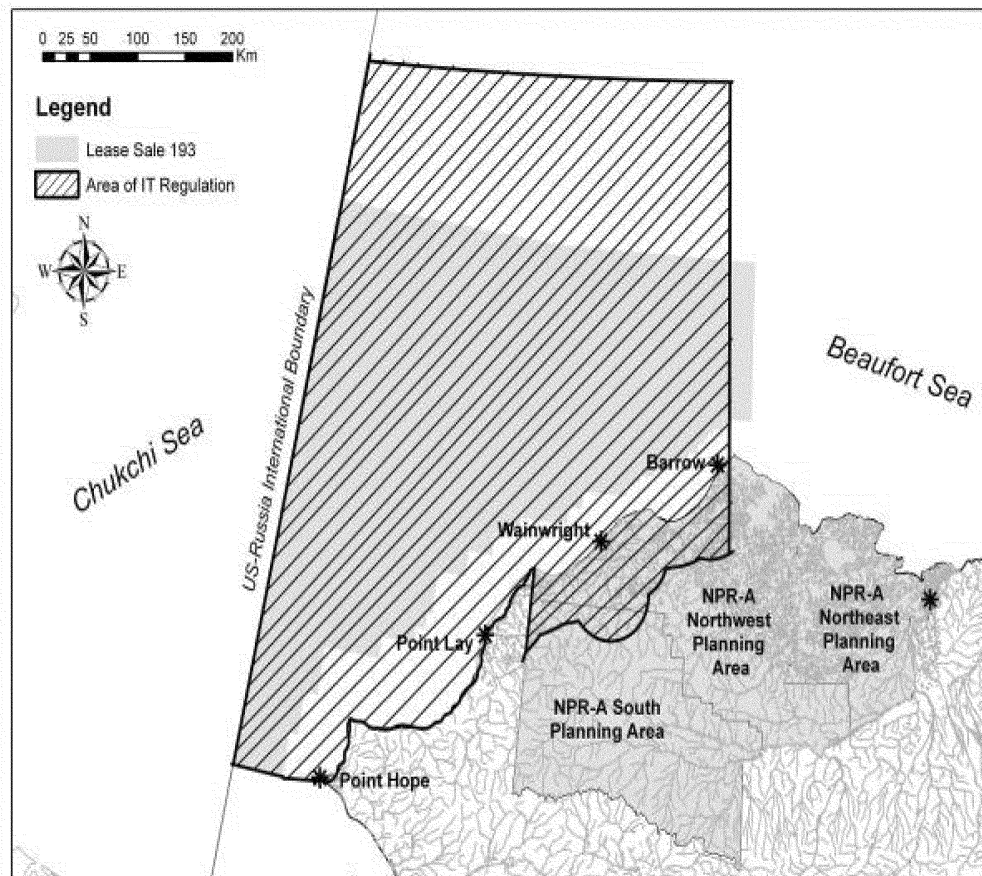 0 25 50 100 150 200
Km
Legend
Lease Sale 193
Area of IT Regulation
N
W E
S
US-Russia International Boundary
Chukchi Sea
Beaufort Sea
Barrow
Wainwright
Point Lay
Point Hope
NPR-A
Northwest
Planning
Area
NPR-A
Northeast
Planning
Area
NPR-A South
Planning Area